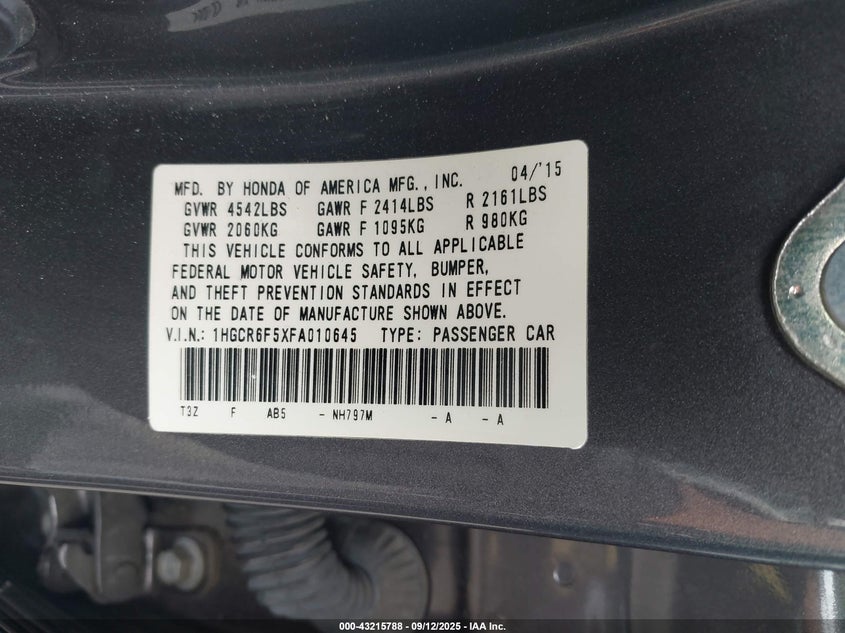 MFD. BY HONDA OF AMERICA MFG., INC. 04/'15
GVWR 4542LBS GAWR F 2414LBS R 2161LBS
GVWR 2060KG GAWR F 1095KG R 980KG
THIS VEHICLE CONFORMS TO ALL APPLICABLE
FEDERAL MOTOR VEHICLE SAFETY, BUMPER,
AND THEFT PREVENTION STANDARDS IN EFFECT
ON THE DATE OF MANUFACTURE SHOWN ABOVE.
V.I.N.: 1HGCR6F5XFA010645 TYPE: PASSENGER CAR
T3Z F AB5 - NH797M - A - A
000-43215788 - 09/12/2025 - IAA Inc.